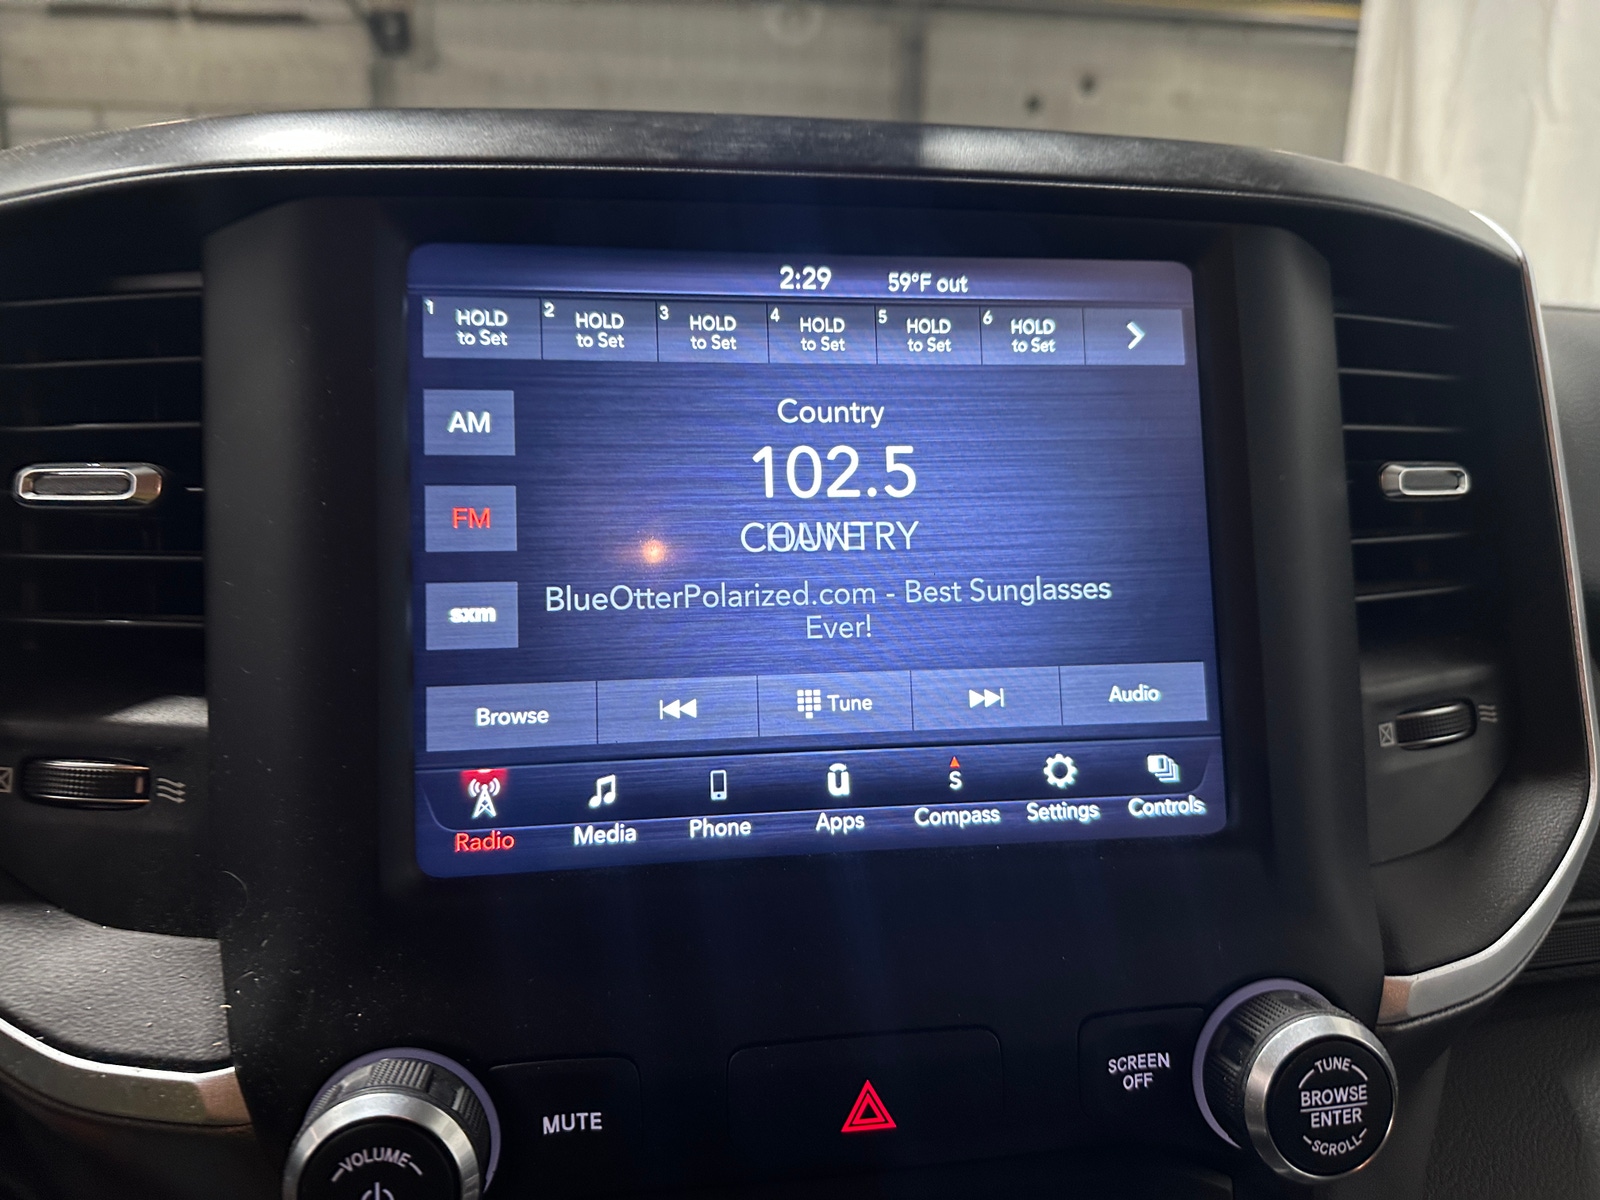 2:29 59°F out
1 HOLD to Set 2 HOLD to Set 3 HOLD to Set 4 HOLD to Set 5 HOLD to Set 6 HOLD to Set
AM
Country
102.5
FM
COUNTRY
sxm
BlueOtterPolarized.com - Best Sunglasses
Ever!
Browse Tune Audio
S
Radio Media Phone Apps Compass Settings Controls
MUTE
SCREEN
OFF
VOLUME
TUNE
BROWSE
ENTER
SCROLL